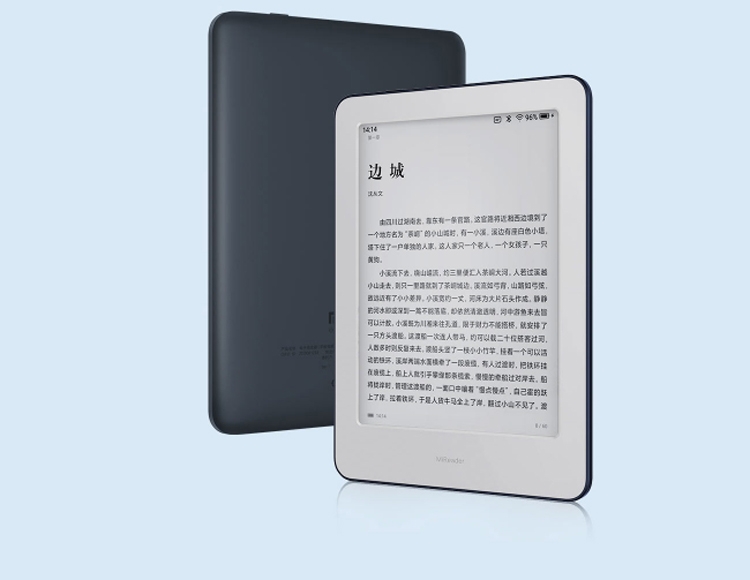 14:14
96%
边城
沈从文
由四川过湖南去，靠东有一条官路，这官路将近湘西边境到了
一个地方名为“茶峒”的小山城时，有一小溪，溪边有座白色小塔，
塔下住了一户单独的人家，这人家只一个老人，一个女孩子，一只
黄狗。
小溪流下去，绕山岨流，约三里便汇入茶峒大河，人若过溪越
小山走去，则只一里路就到了茶峒城边。溪流如弓背，山路如弓弦，
故远近有了小小差异。小溪宽约一丈，河床为大片石头作成。静静
的河水即或深到一篙不能落底，却依然清澈透明，河中游鱼来去皆
可以计数。小溪既为川湘来往孔道，限于财力不能搭桥，就安排了
一只方头渡船。这渡船一次连人带马，约可以载二十位搭客过河，
人数多时则反复来去。渡船头竖了一枝小小竹竿，挂着一个可以活
动的铁环，溪岸两端水面横牵了一段废缆，有人过渡时，把铁环挂
在废缆上，船上人就引手攀缘那条缆索，慢慢的牵船过对岸去。船
将拢岸时，管理这渡船的，一面口中嚷着“慢点慢点”，自己霍的跃
上了岸，拉着铁环，于是人货牛马全上了岸，翻过小山不见了。渡
14:14
MiReader